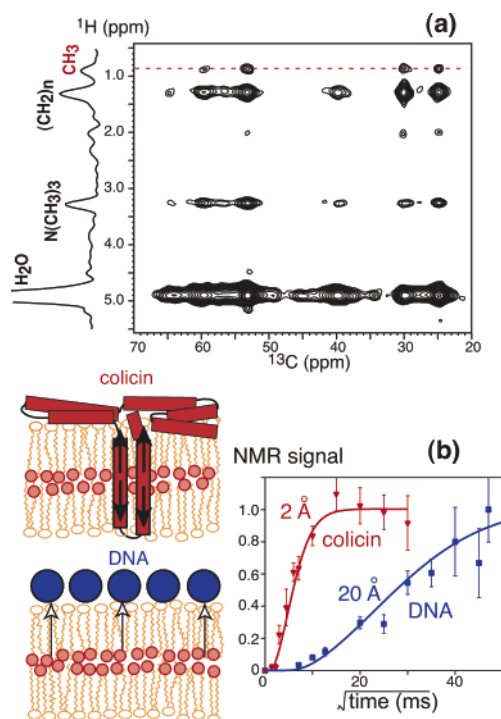 ¹H (ppm)
(a)
CH3
(CH2)n
N(CH3)3
H2O
1.0
2.0
3.0
4.0
5.0
70 60 50 40 30 20
¹³C (ppm)
colicin
DNA
NMR signal
(b)
1.0
0.8
0.6
0.4
0.2
0
2 Å
colicin
20 Å
DNA
0 20 40
√time (ms)